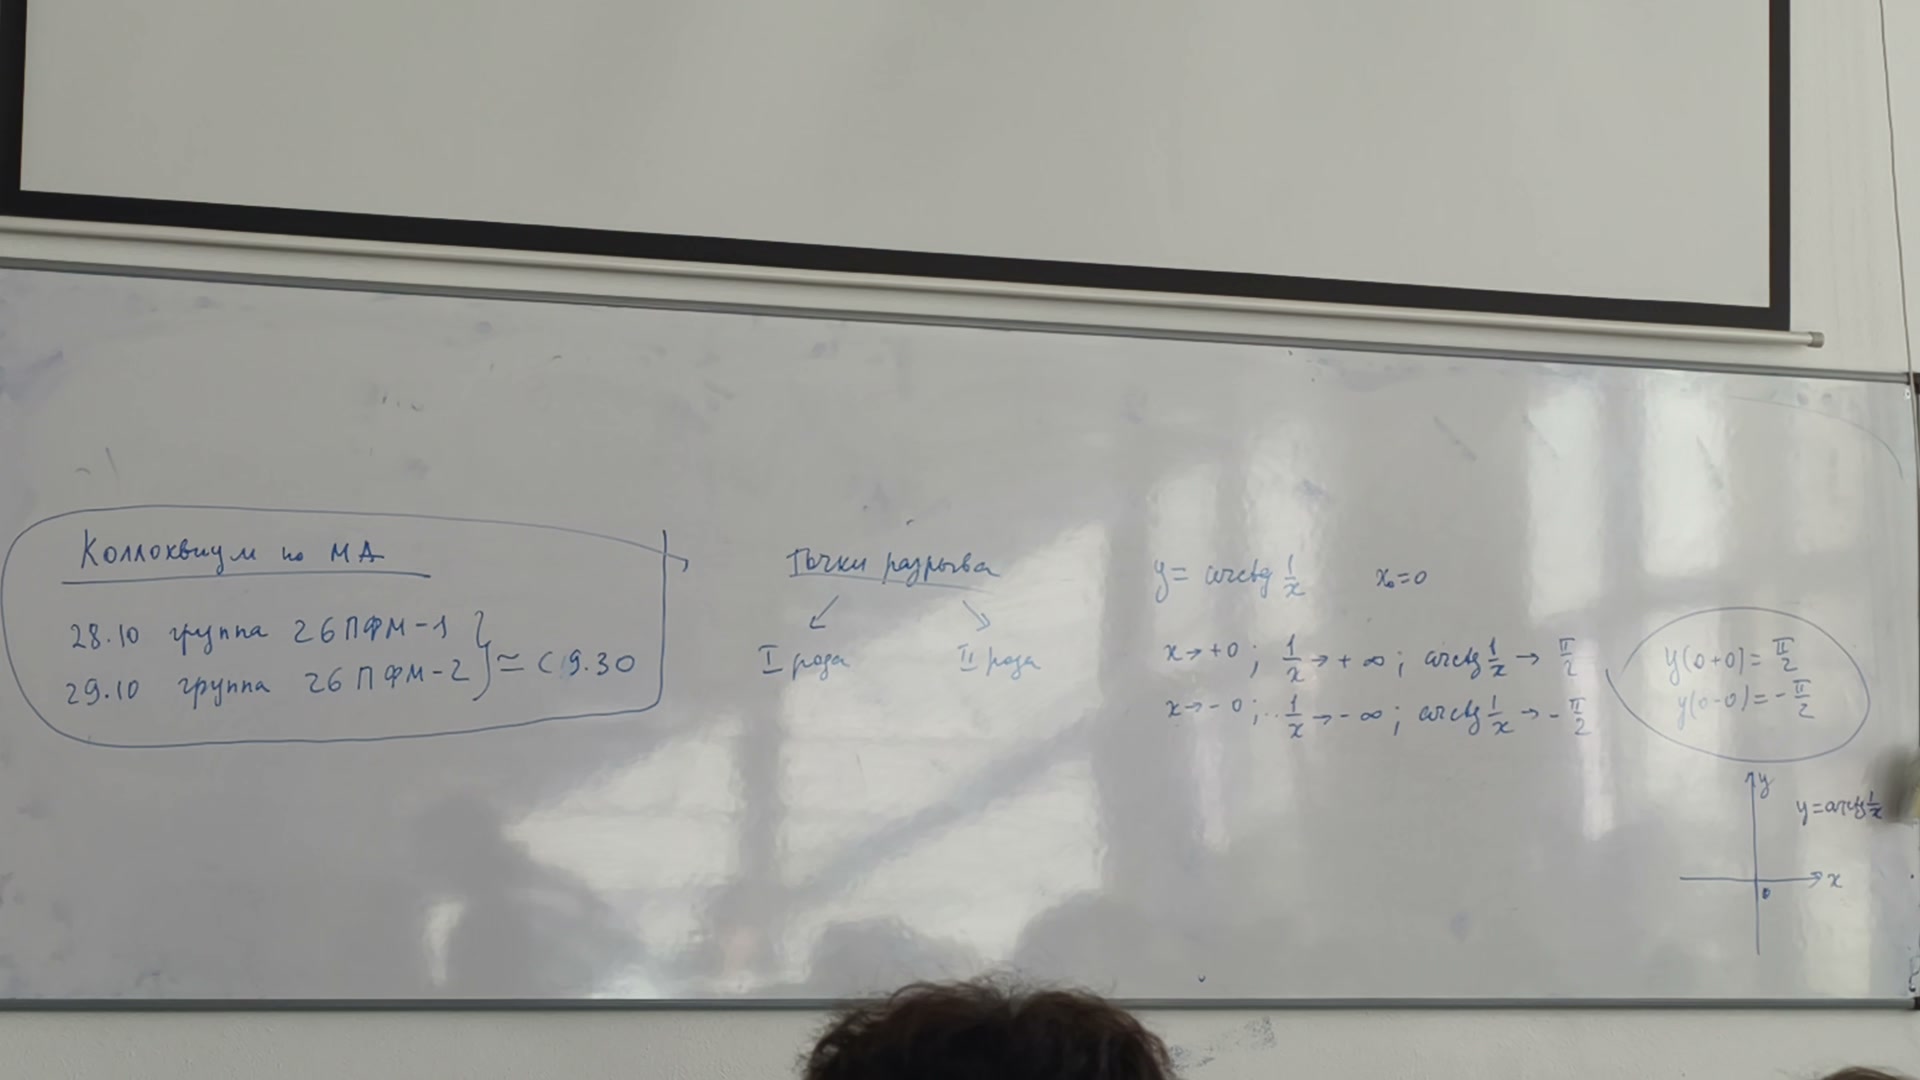 Коллоквиум по МА
28.10 группа 26ПФМ-1
29.10 группа 26ПФМ-2
} ≃ с 9.30
Точки разрыва
↙ ↘
I рода II рода
y = arctg 1/x x₀=0
x→+0; 1/x→+∞; arctg 1/x → π/2
x→-0; 1/x→-∞; arctg 1/x → -π/2
y(0+0)= π/2
y(0-0)= -π/2
y
y=arctg 1/x
x
0